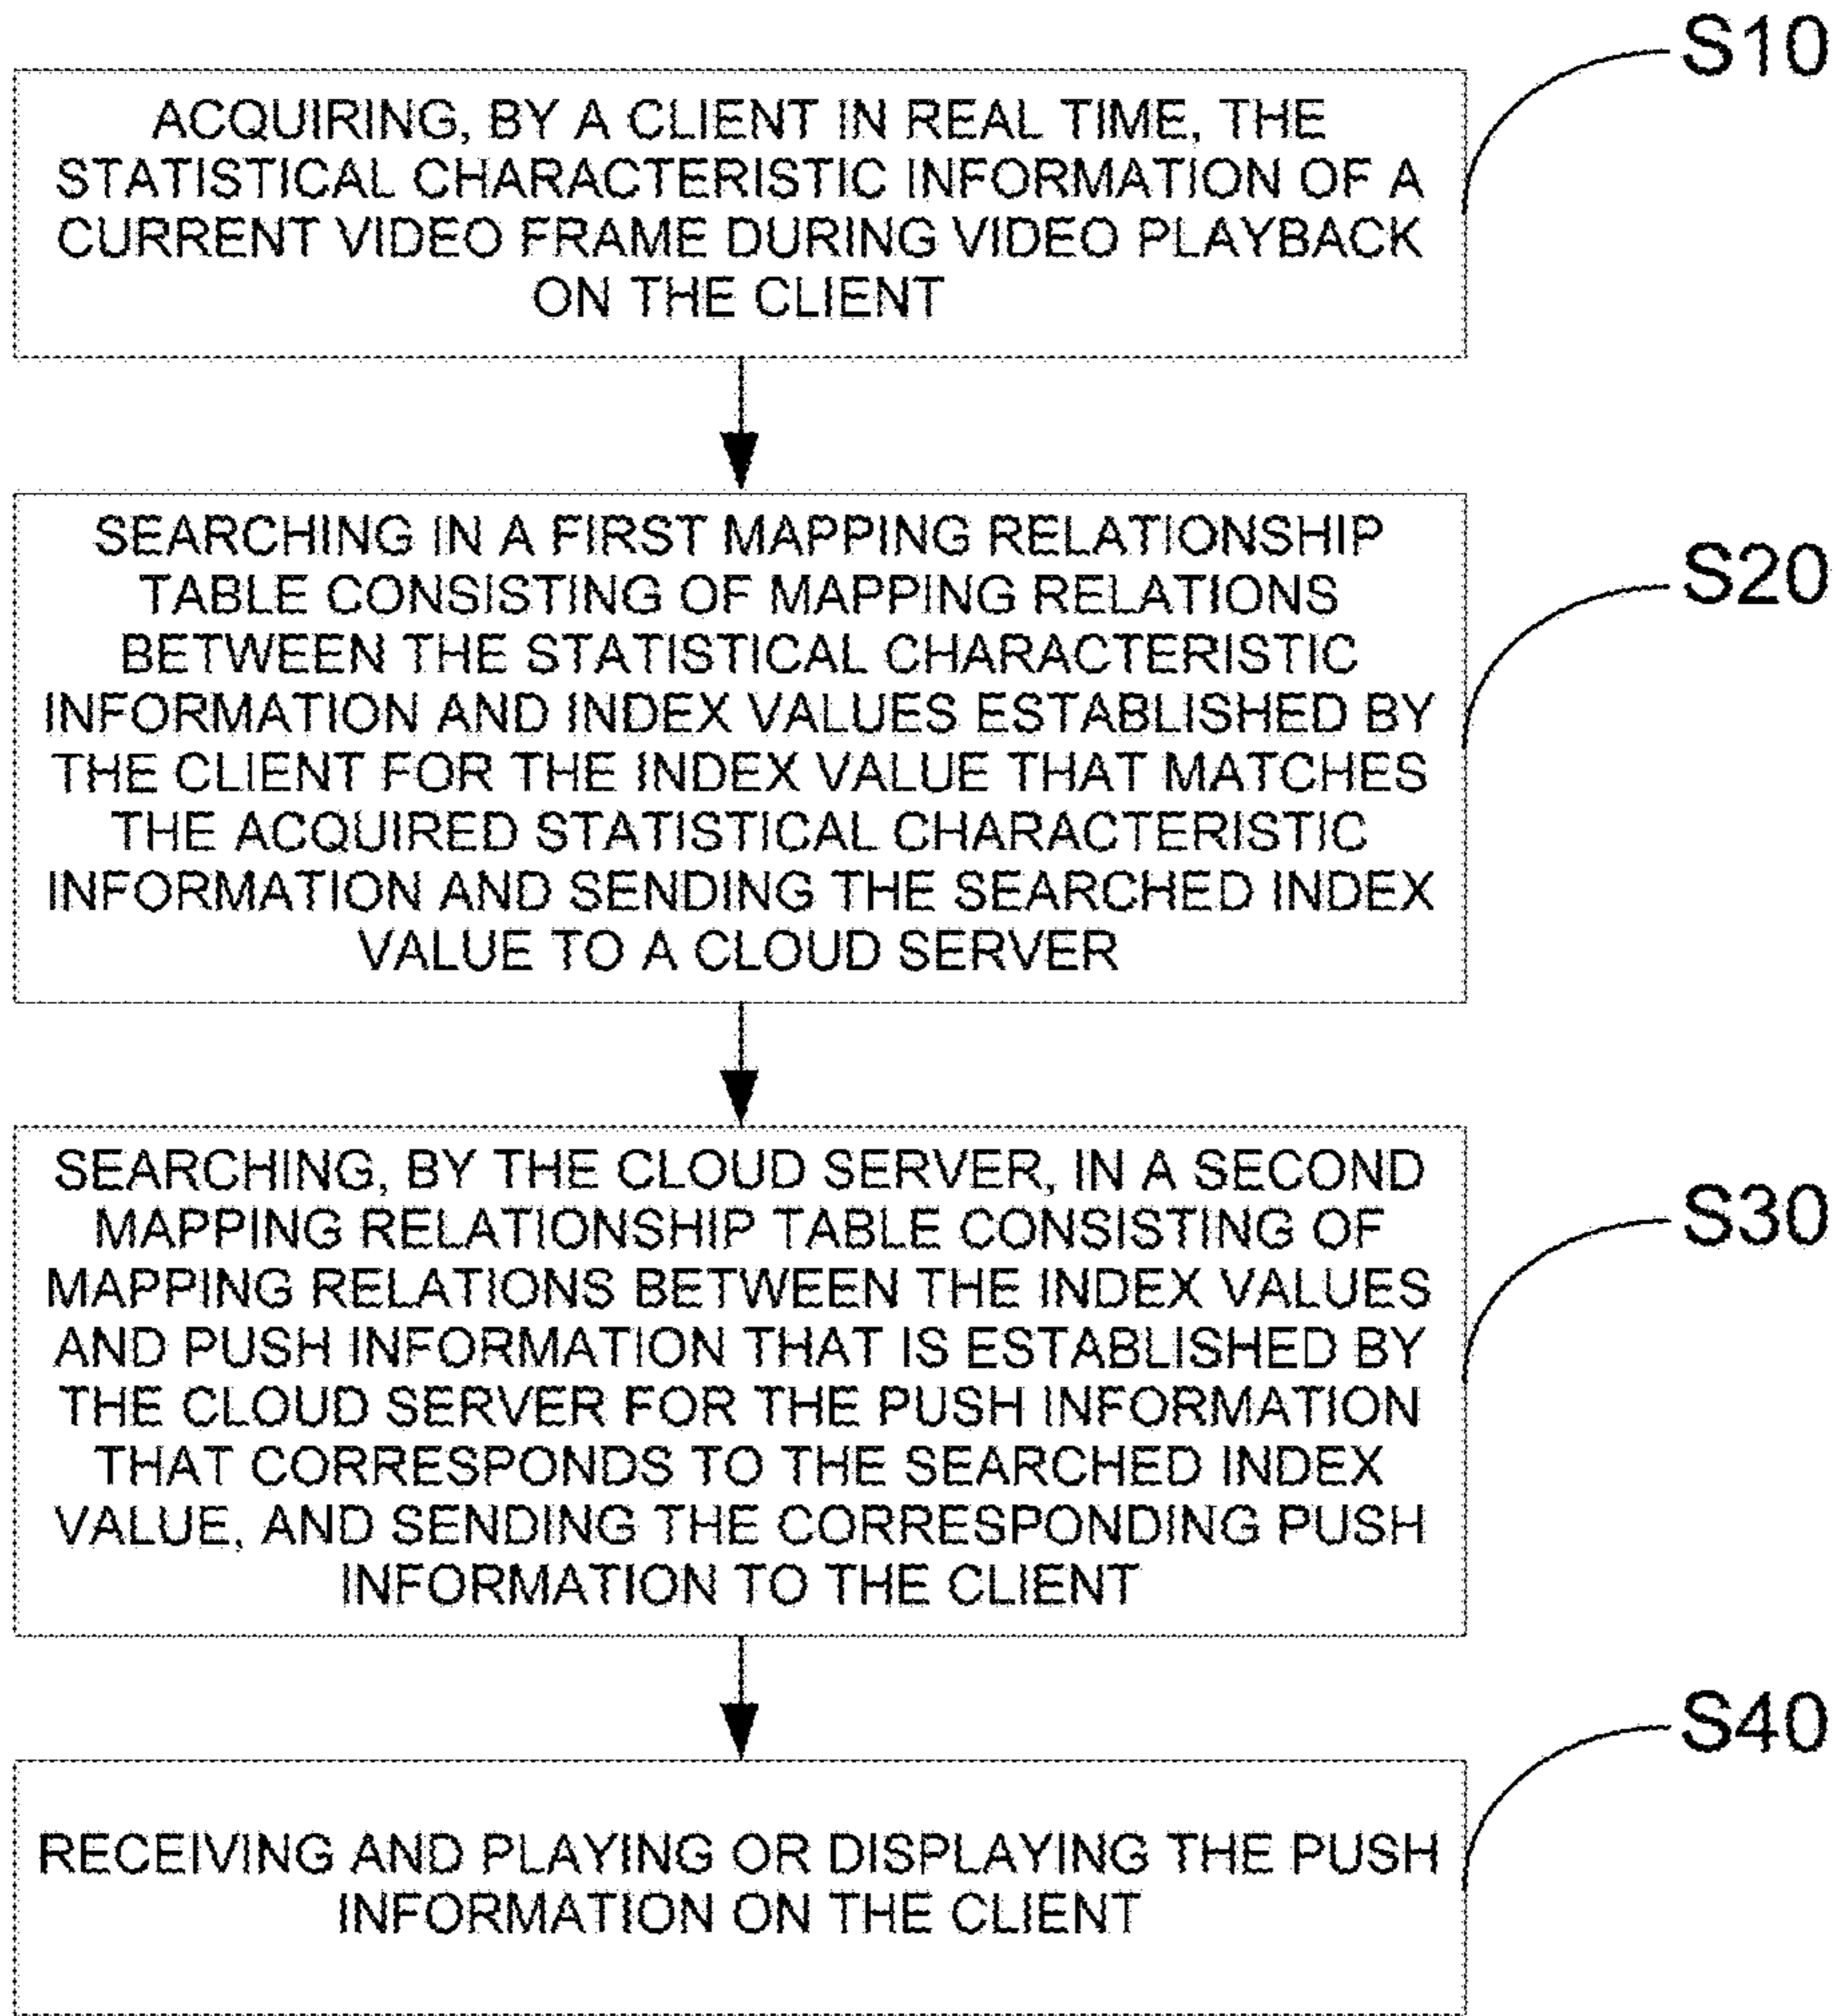 S10
ACQUIRING, BY A CLIENT IN REAL TIME, THE
STATISTICAL CHARACTERISTIC INFORMATION OF A
CURRENT VIDEO FRAME DURING VIDEO PLAYBACK
ON THE CLIENT
S20
SEARCHING IN A FIRST MAPPING RELATIONSHIP
TABLE CONSISTING OF MAPPING RELATIONS
BETWEEN THE STATISTICAL CHARACTERISTIC
INFORMATION AND INDEX VALUES ESTABLISHED BY
THE CLIENT FOR THE INDEX VALUE THAT MATCHES
THE ACQUIRED STATISTICAL CHARACTERISTIC
INFORMATION AND SENDING THE SEARCHED INDEX
VALUE TO A CLOUD SERVER
S30
SEARCHING, BY THE CLOUD SERVER, IN A SECOND
MAPPING RELATIONSHIP TABLE CONSISTING OF
MAPPING RELATIONS BETWEEN THE INDEX VALUES
AND PUSH INFORMATION THAT IS ESTABLISHED BY
THE CLOUD SERVER FOR THE PUSH INFORMATION
THAT CORRESPONDS TO THE SEARCHED INDEX
VALUE, AND SENDING THE CORRESPONDING PUSH
INFORMATION TO THE CLIENT
S40
RECEIVING AND PLAYING OR DISPLAYING THE PUSH
INFORMATION ON THE CLIENT